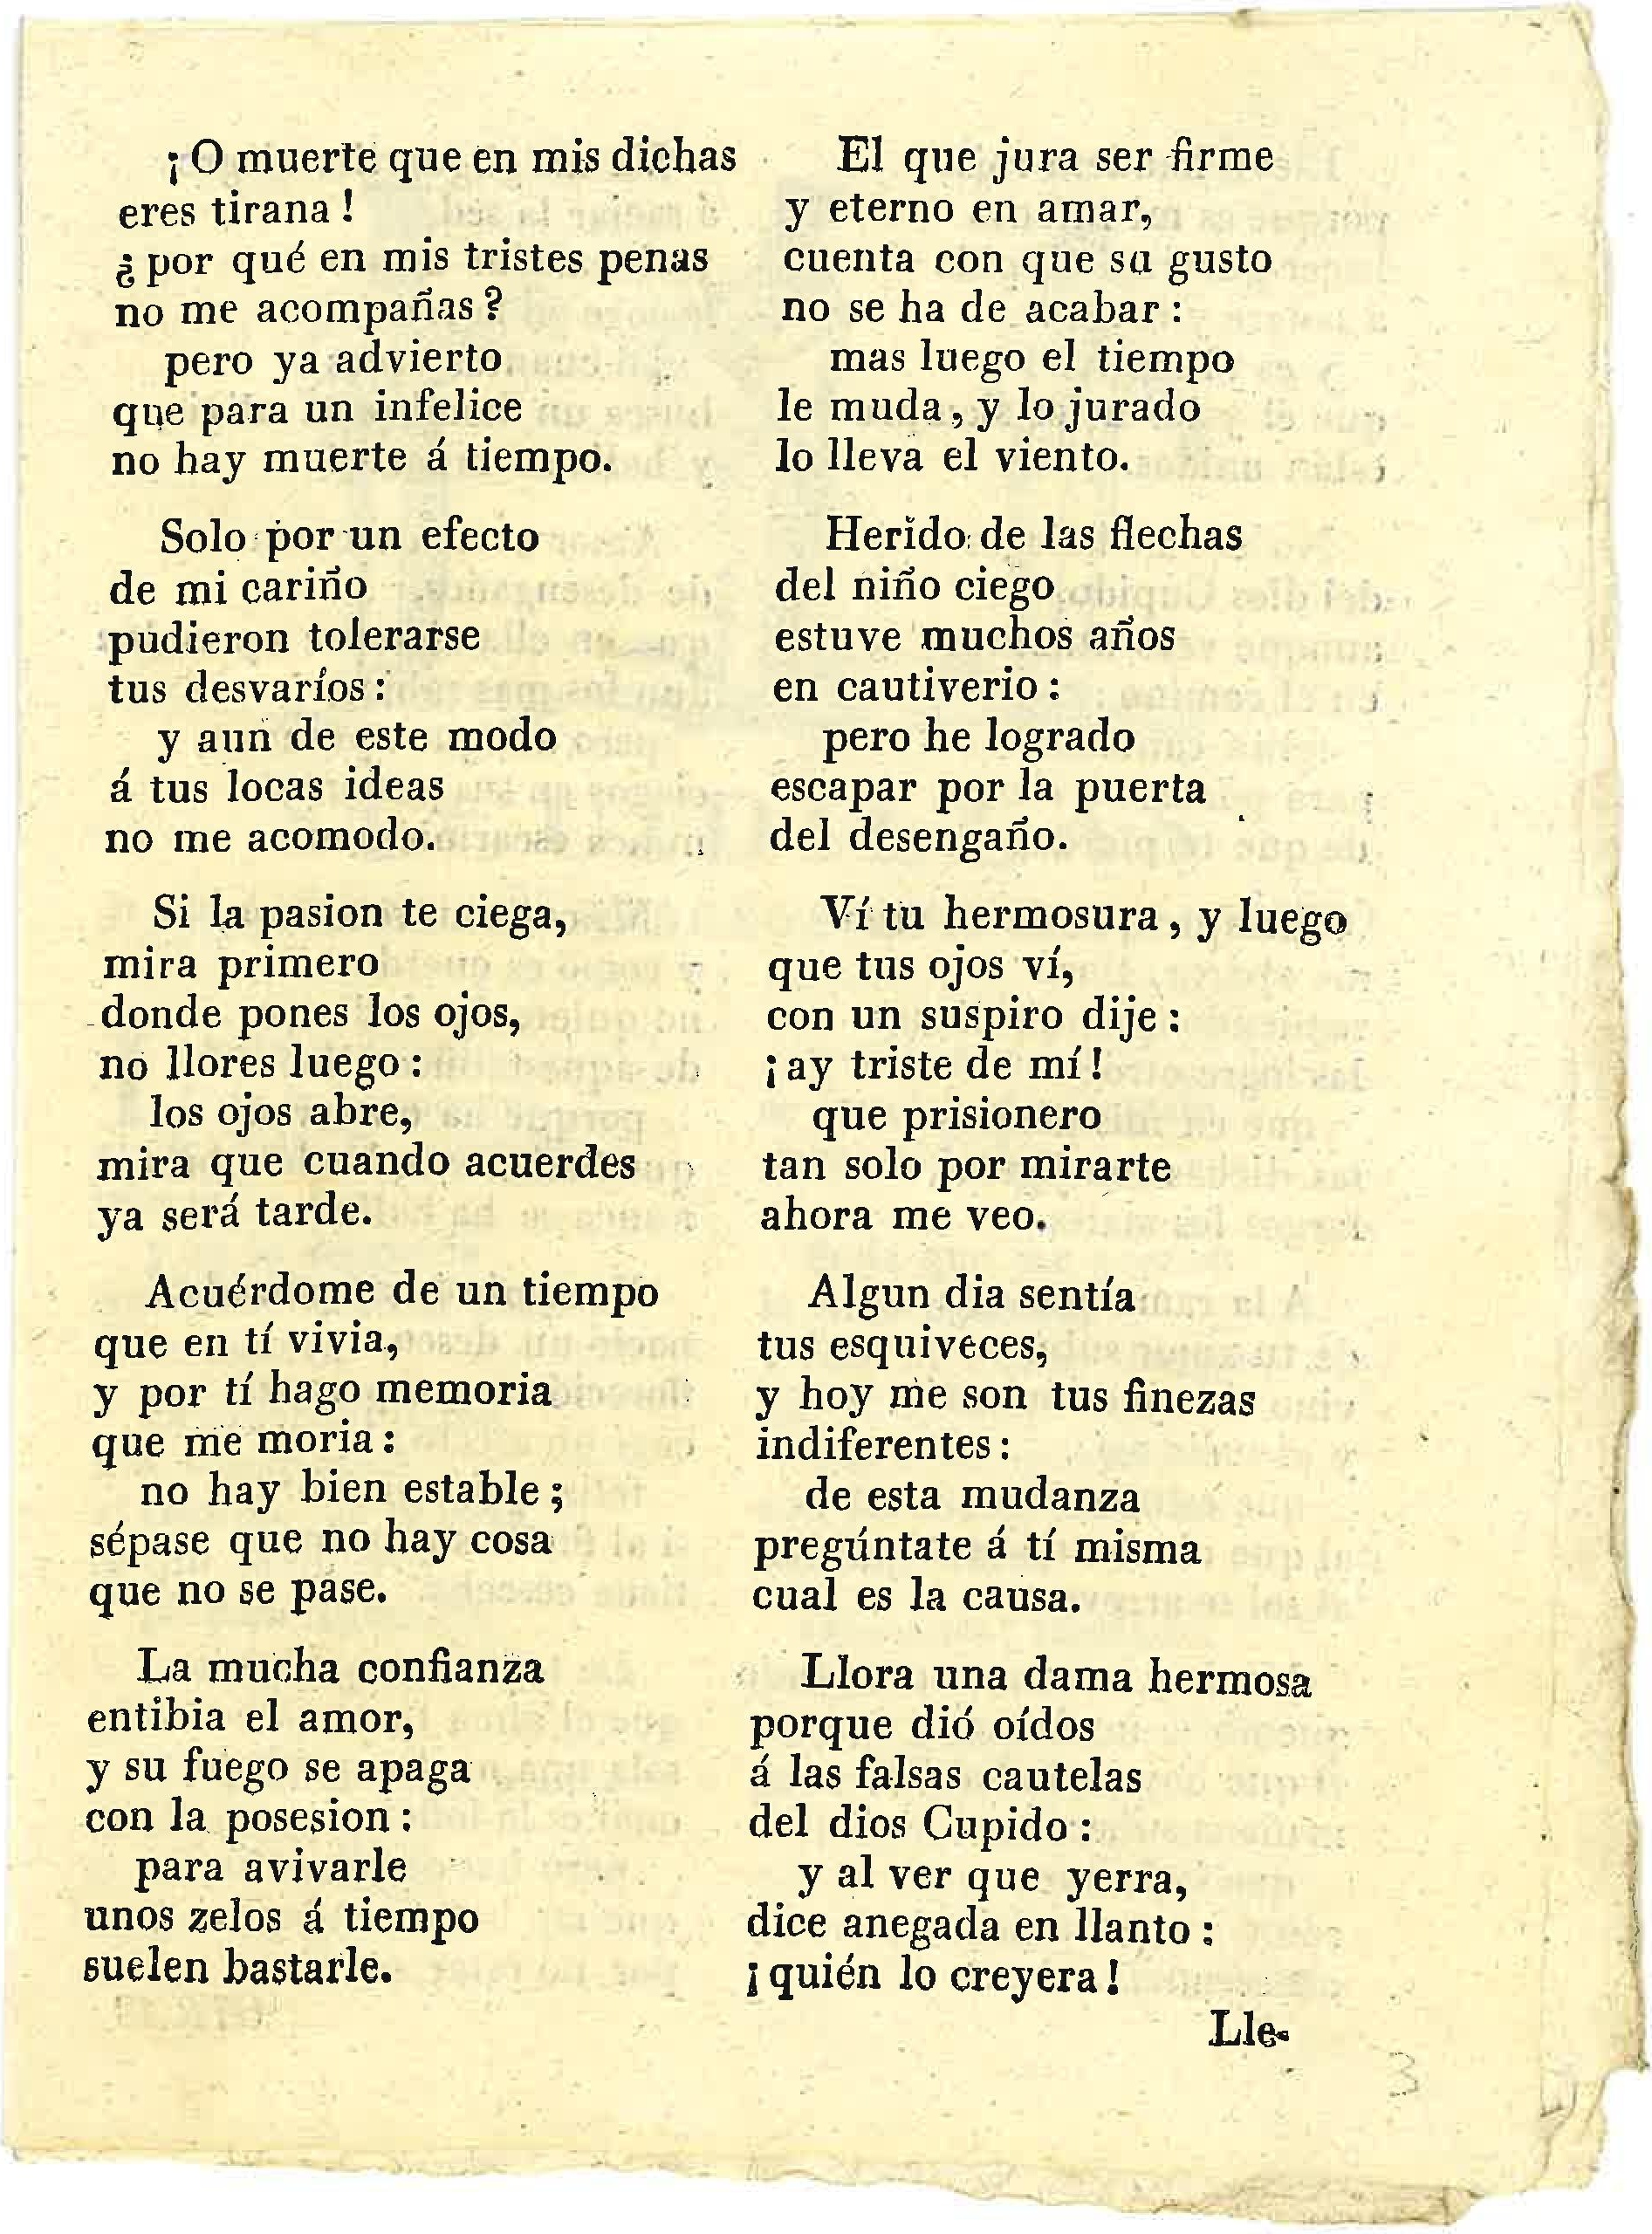 ¡O muerte que en mis dichas
eres tirana!
¿por qué en mis tristes penas
no me acompañas?
pero ya advierto
que para un infelice
no hay muerte á tiempo.
Solo por un efecto
de mi cariño
pudieron tolerarse
tus desvaríos:
y aun de este modo
á tus locas ideas
no me acomodo.
Si la pasion te ciega,
mira primero
donde pones los ojos,
no llores luego:
los ojos abre,
mira que cuando acuerdes
ya será tarde.
Acuérdome de un tiempo
que en tí vivia,
y por tí hago memoria
que me moria:
no hay bien estable;
sépase que no hay cosa
que no se pase.
La mucha confianza
entibia el amor,
y su fuego se apaga
con la posesion:
para avivarle
unos zelos á tiempo
suelen bastarle.
El que jura ser firme
y eterno en amar,
cuenta con que su gusto
no se ha de acabar:
mas luego el tiempo
le muda, y lo jurado
lo lleva el viento.
Herido de las flechas
del niño ciego
estuve muchos años
en cautiverio:
pero he logrado
escapar por la puerta
del desengaño.
Ví tu hermosura, y luego
que tus ojos ví,
con un suspiro dije:
¡ay triste de mí!
que prisionero
tan solo por mirarte
ahora me veo.
Algun dia sentía
tus esquiveces,
y hoy me son tus finezas
indiferentes:
de esta mudanza
pregúntate á tí misma
cual es la causa.
Llora una dama hermosa
porque dió oídos
á las falsas cautelas
del dios Cupido:
y al ver que yerra,
dice anegada en llanto:
¡quién lo creyera!
Lle-
3